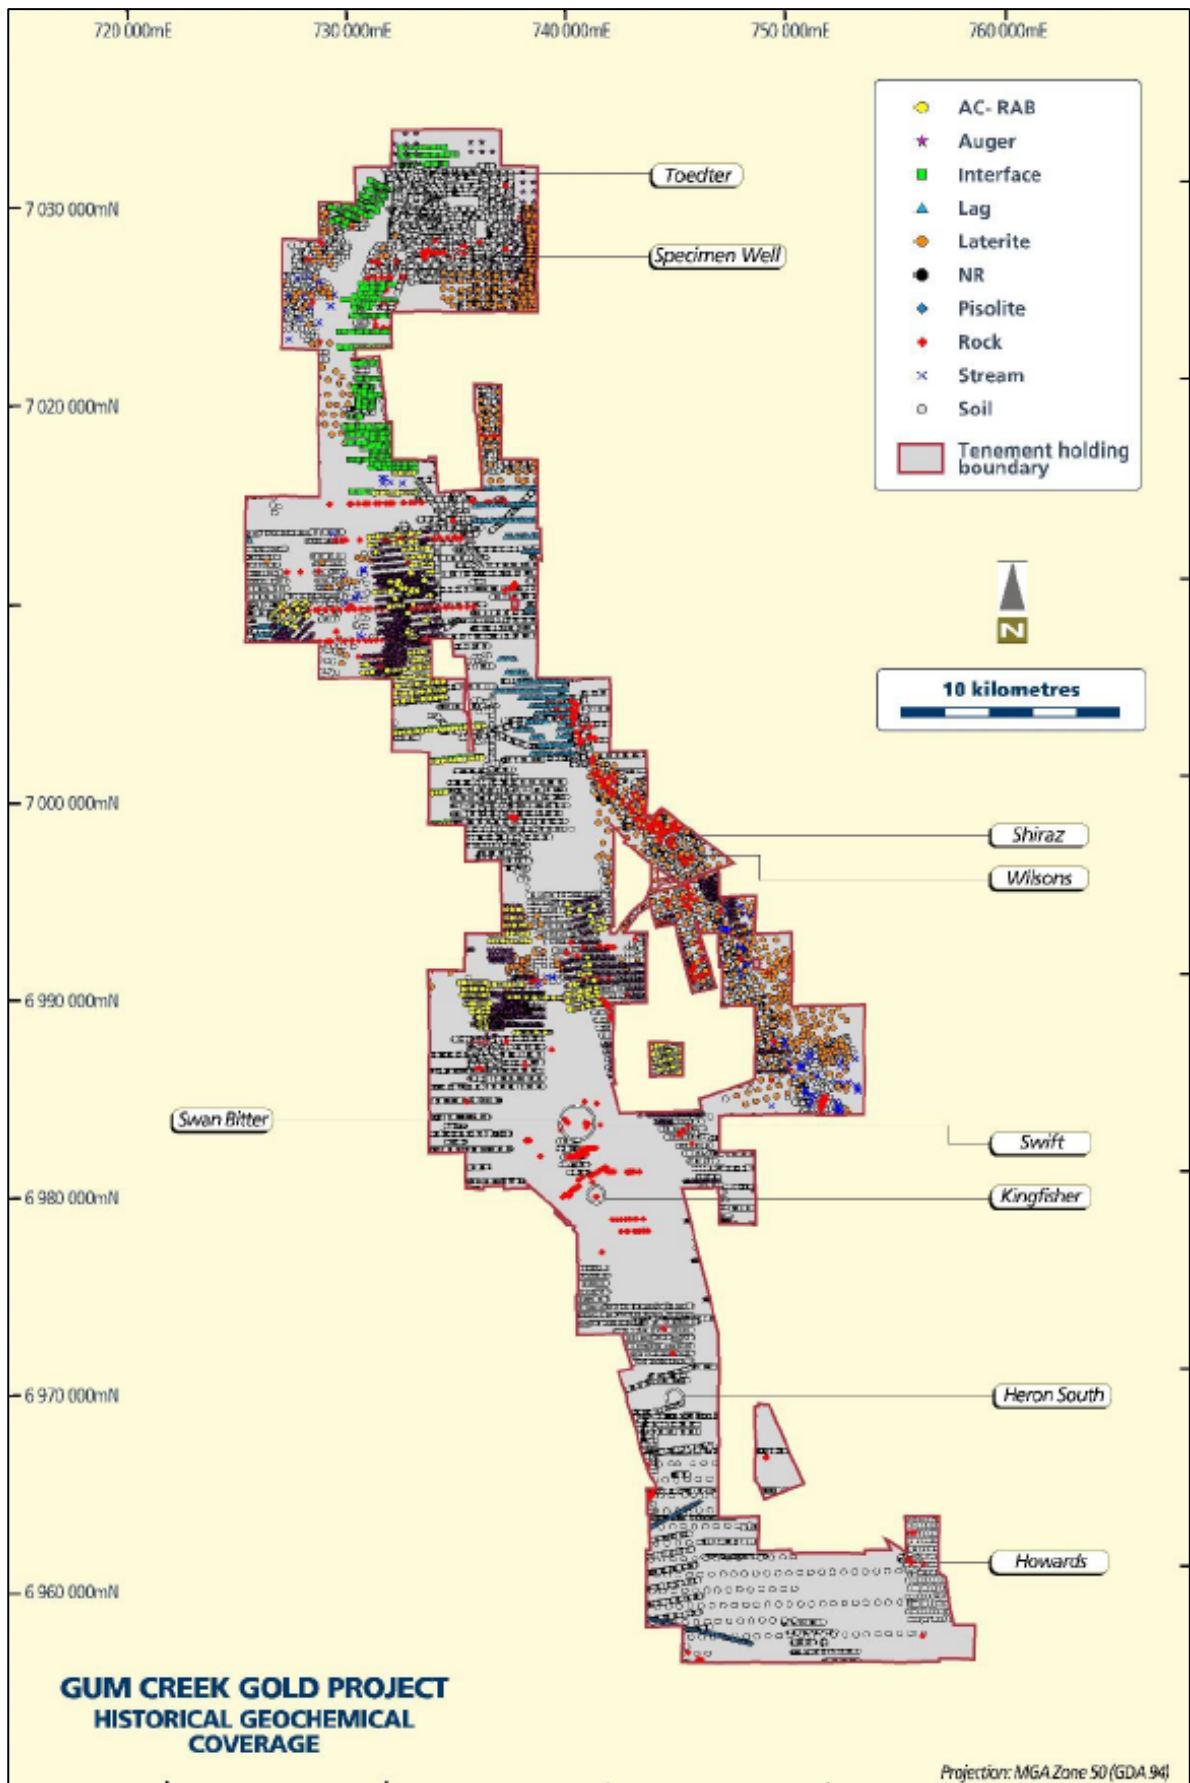 720 000mE 730 000mE 740 000mE 750 000mE 760 000mE
AC- RAB
Auger
Interface
Lag
Laterite
NR
Pisolite
Rock
Stream
Soil
Tenement holding
boundary
Toedter
7 030 000mN
Specimen Well
7 020 000mN
N
10 kilometres
7 000 000mN
Shiraz
Wilsons
6 990 000mN
Swan Bitter
Swift
6 980 000mN
Kingfisher
6 970 000mN
Heron South
Howards
6 960 000mN
GUM CREEK GOLD PROJECT
HISTORICAL GEOCHEMICAL
COVERAGE
Projection: MGA Zone 50 (GDA 94)